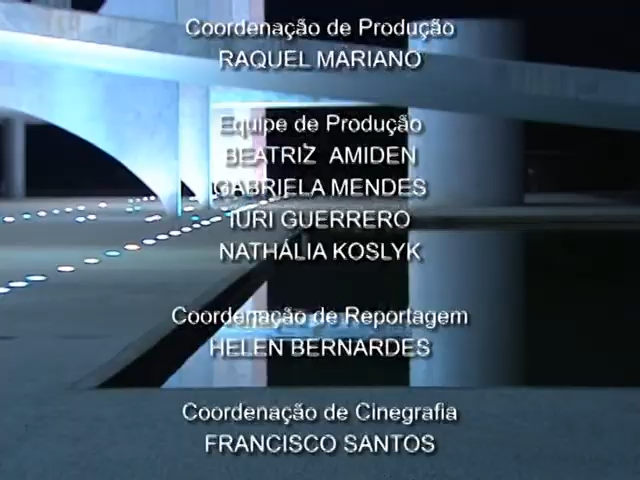 Coordenação de Produção
RAQUEL MARIANO
Equipe de Produção
BEATRIZ AMIDEN
GABRIELA MENDES
IURI GUERRERO
NATHÁLIA KOSLYK
Coordenação de Reportagem
HELEN BERNARDES
Coordenação de Cinegrafia
FRANCISCO SANTOS